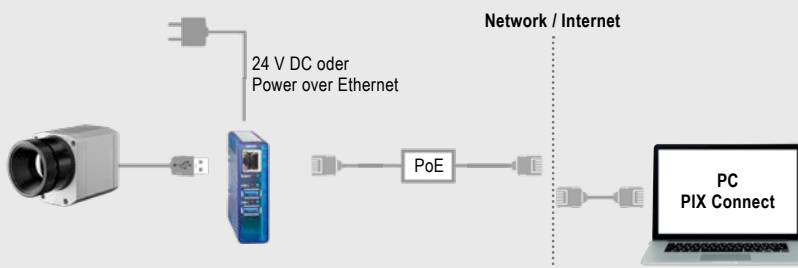 Network / Internet
24 V DC oder
Power over Ethernet
PoE
PC
PIX Connect